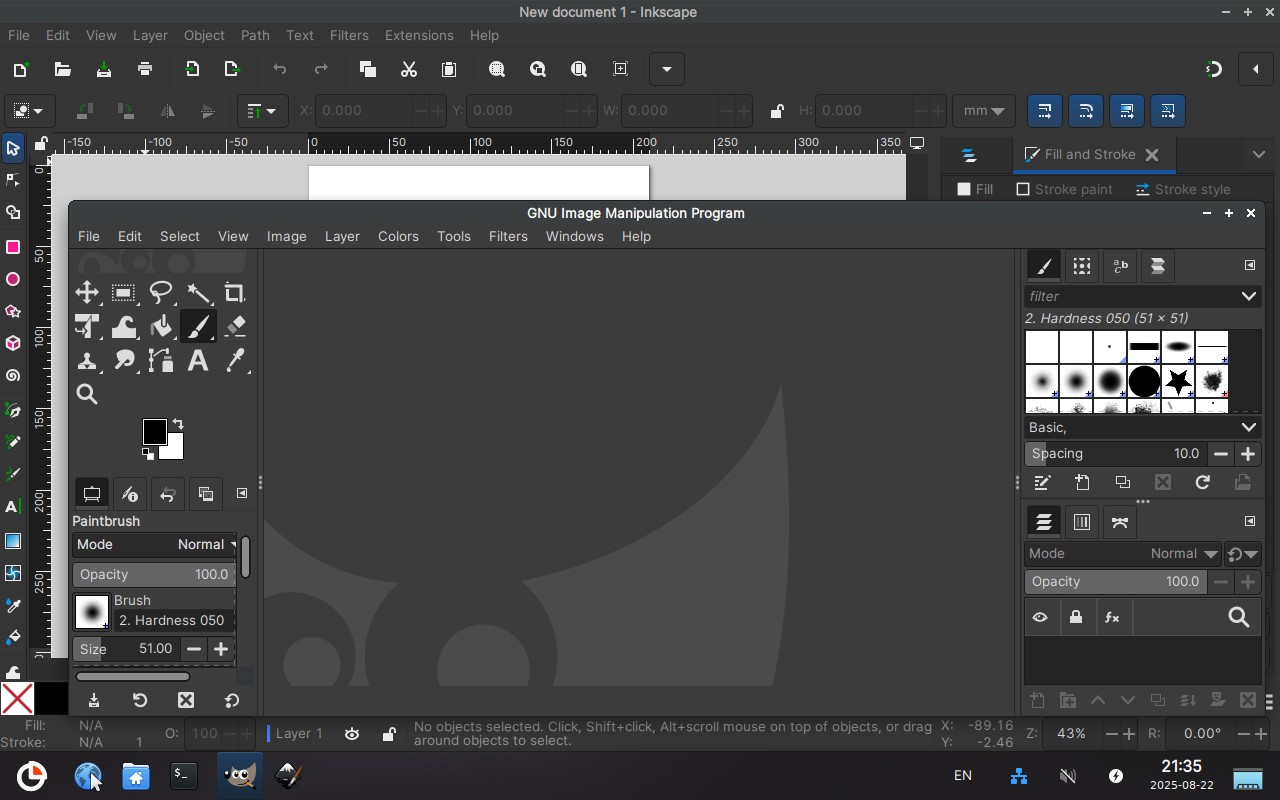 New document 1 - Inkscape
File Edit View Layer Object Path Text Filters Extensions Help
X: 0.000 Y: 0.000 W: 0.000 H: 0.000 mm
-150 -100 -50 0 50 100 150 200 250 300 350
Fill and Stroke
Fill Stroke paint Stroke style
0
50
100
150
200
250
GNU Image Manipulation Program
File Edit Select View Image Layer Colors Tools Filters Windows Help
filter
2. Hardness 050 (51 × 51)
Basic,
Spacing 10.0
Paintbrush
Mode Normal
Opacity 100.0
Brush
2. Hardness 050
Size 51.00
Mode Normal
Opacity 100.0
fx
Fill: N/A
Stroke: N/A 1
O: 100
Layer 1
No objects selected. Click, Shift+click, Alt+scroll mouse on top of objects, or drag
around objects to select.
X: -89.16
Y: -2.46
Z: 43%
R: 0.00°
EN
21:35
2025-08-22